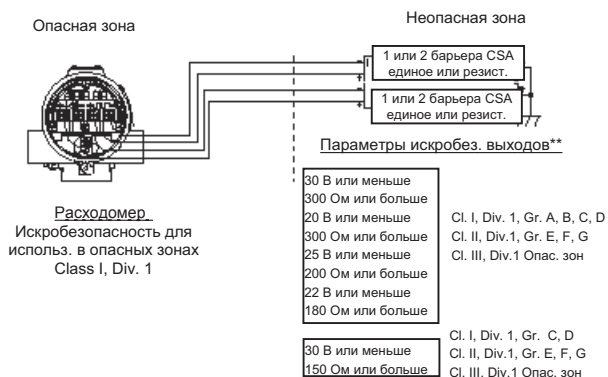 Опасная зона
Неопасная зона
1 или 2 барьера CSA
единое или резист.
1 или 2 барьера CSA
единое или резист.
Параметры искробез. выходов**
Расходомер
Искробезопасность для
использ. в опасных зонах
Class I, Div. 1
30 В или меньше
300 Ом или больше
20 В или меньше
300 Ом или больше
25 В или меньше
200 Ом или больше
22 В или меньше
180 Ом или больше
Cl. I, Div. 1, Gr. A, B, C, D
Cl. II, Div.1, Gr. E, F, G
Cl. III, Div.1 Опас. зон
30 В или меньше
150 Ом или больше
Cl. I, Div. 1, Gr. C, D
Cl. II, Div.1, Gr. E, F, G
Cl. III, Div.1 Опас. зон